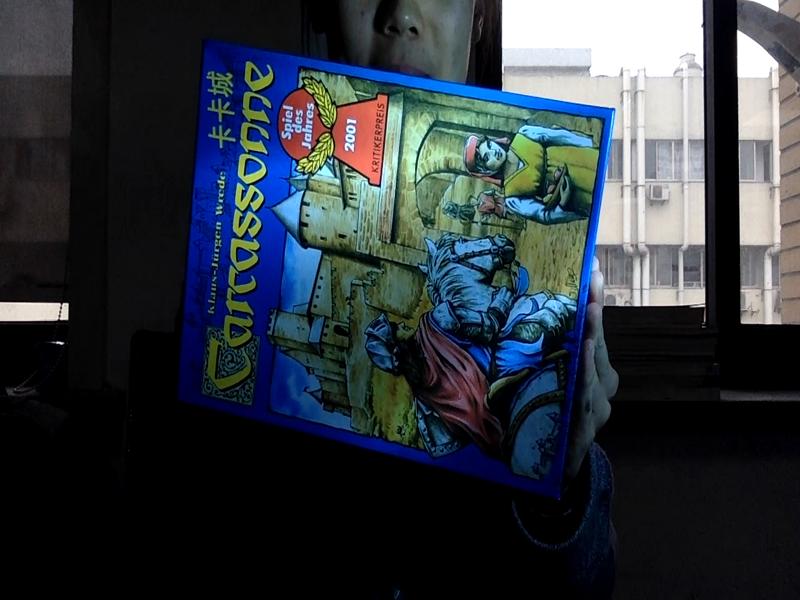 卡卡城
Klaus-Jürgen Wrede
Carcassonne
Spiel
des
Jahres
2001
KRITIKERPREIS